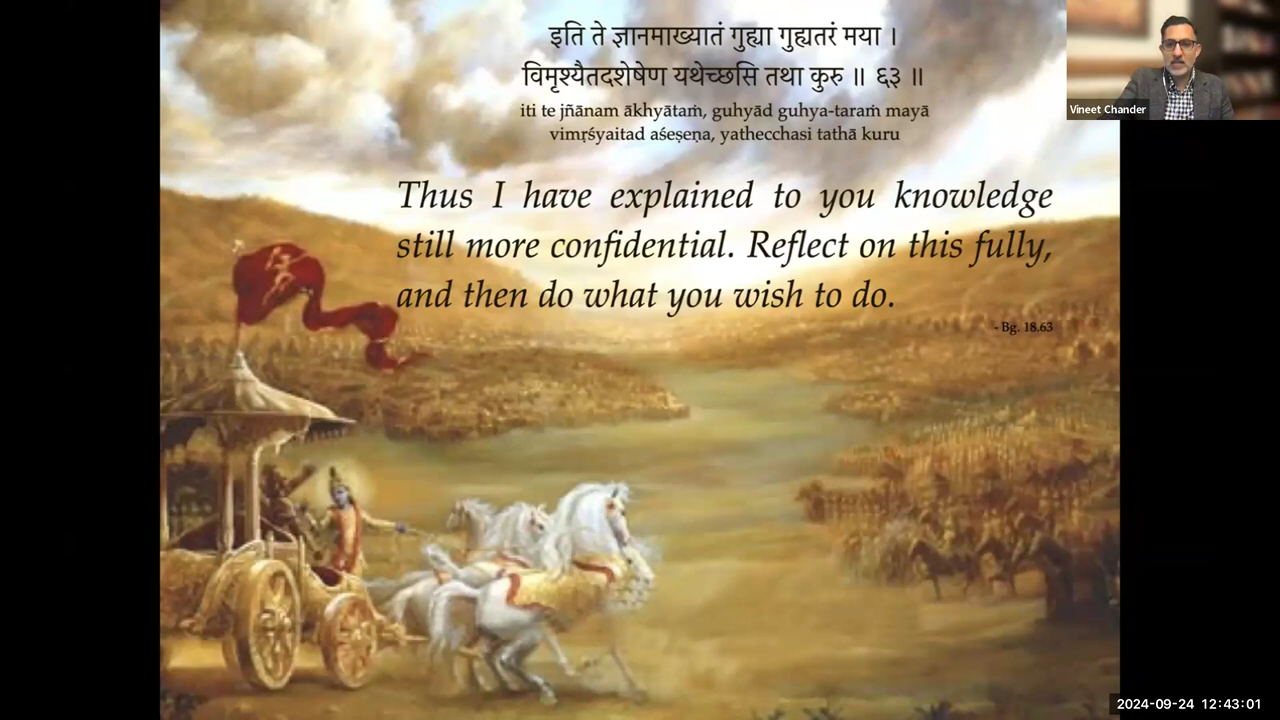 इति ते ज्ञानमाख्यातं गुह्या गुह्यतरं मया ।
विमृश्यैतदशेषेण यथेच्छसि तथा कुरु ॥ ६३ ॥
iti te jñānam ākhyātaṁ, guhyād guhya-taraṁ mayā
vimṛśyaitad aśeṣeṇa, yathecchasi tathā kuru
Thus I have explained to you knowledge
still more confidential. Reflect on this fully,
and then do what you wish to do.
- Bg. 18.63
Vineet Chander
2024-09-24 12:43:01